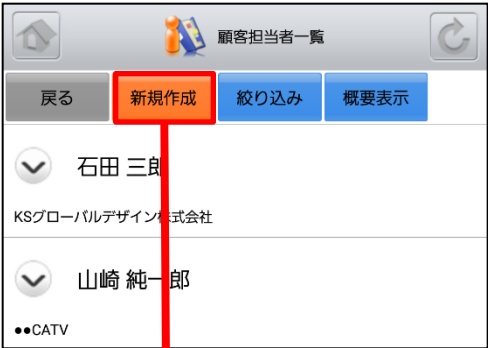 顧客担当者一覧
戻る 新規作成 絞り込み 概要表示
石田 三郎
KSグローバルデザイン株式会社
山崎 純一郎
●●CATV